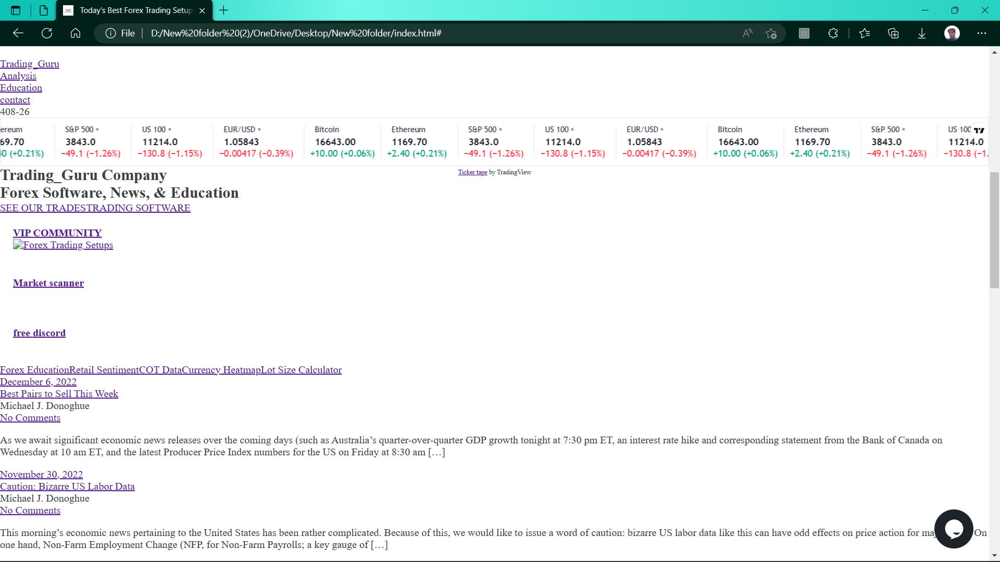 Today's Best Forex Trading Setup
File
D:/New%20folder%20(2)/OneDrive/Desktop/New%20folder/index.html#
Trading_Guru
Analysis
Education
contact
408-26
ereum S&P 500 US 100 EUR/USD Bitcoin Ethereum S&P 500 US 100 EUR/USD Bitcoin Ethereum S&P 500 US 100
69.70 3843.0 11214.0 1.05843 16643.00 1169.70 3843.0 11214.0 1.05843 16643.00 1169.70 3843.0 11214.0
0 (+0.21%) −49.1 (−1.26%) −130.8 (−1.15%) −0.00417 (−0.39%) +10.00 (+0.06%) +2.40 (+0.21%) −49.1 (−1.26%) −130.8 (−1.15%) −0.00417 (−0.39%) +10.00 (+0.06%) +2.40 (+0.21%) −49.1 (−1.26%) −130.8 (−1.
Ticker tape by TradingView
Trading_Guru Company
Forex Software, News, & Education
SEE OUR TRADESTRADING SOFTWARE
VIP COMMUNITY
Forex Trading Setups
Market scanner
free discord
Forex EducationRetail SentimentCOT DataCurrency HeatmapLot Size Calculator
December 6, 2022
Best Pairs to Sell This Week
Michael J. Donoghue
No Comments
As we await significant economic news releases over the coming days (such as Australia’s quarter-over-quarter GDP growth tonight at 7:30 pm ET, an interest rate hike and corresponding statement from the Bank of Canada on
Wednesday at 10 am ET, and the latest Producer Price Index numbers for the US on Friday at 8:30 am […]
November 30, 2022
Caution: Bizarre US Labor Data
Michael J. Donoghue
No Comments
This morning’s economic news pertaining to the United States has been rather complicated. Because of this, we would like to issue a word of caution: bizarre US labor data like this can have odd effects on price action for On
one hand, Non-Farm Employment Change (NFP, for Non-Farm Payrolls; a key gauge of […]